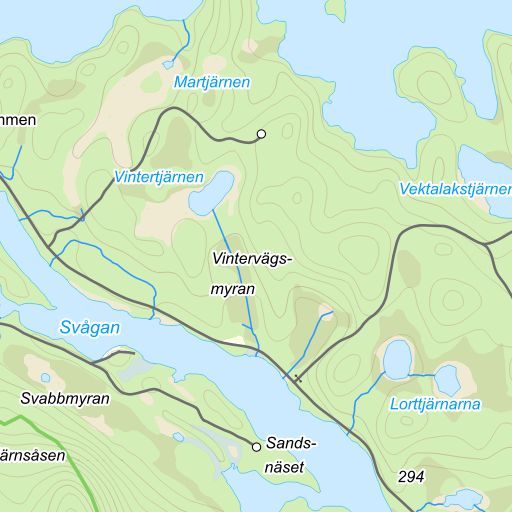 Martjärnen
mmen
Vintertjärnen
Vektalakstjärnen
Vintervägs-
myran
Svågan
Svabbmyran
Lorttjärnarna
Sands-
näset
ärnsåsen
294